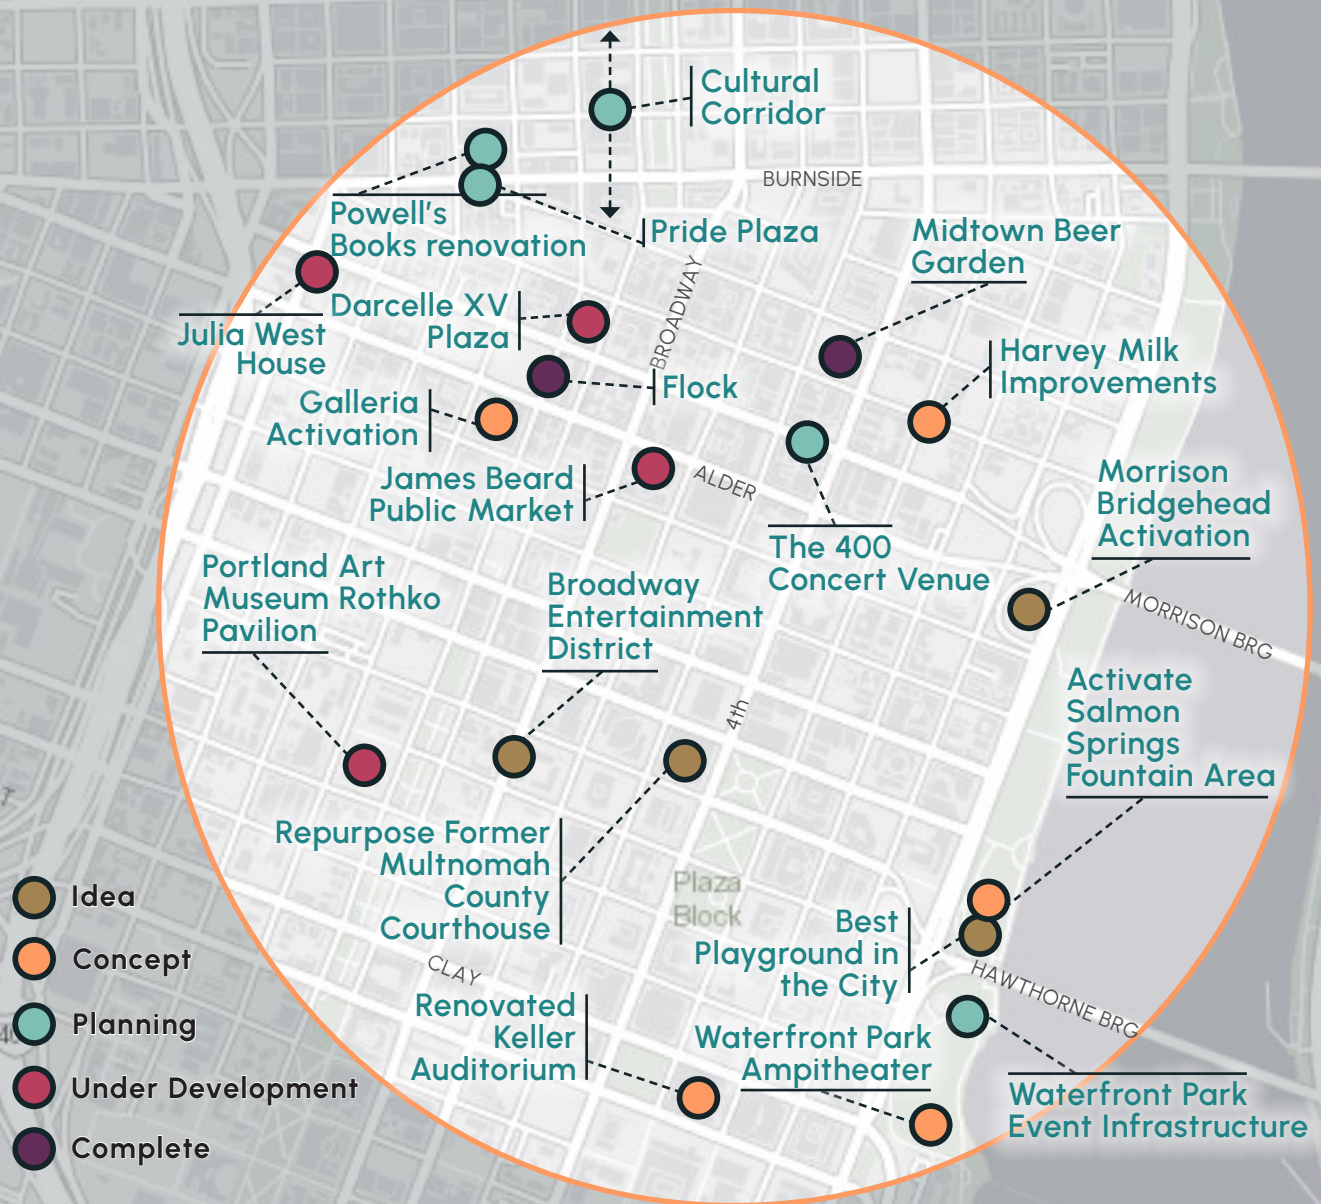 Cultural
Corridor
BURNSIDE
Powell's
Books renovation
Pride Plaza
Midtown Beer
Garden
Julia West
House
Darcelle XV
Plaza
BROADWAY
Flock
Harvey Milk
Improvements
Galleria
Activation
James Beard
Public Market
ALDER
The 400
Concert Venue
Morrison
Bridgehead
Activation
MORRISON BRG
Portland Art
Museum Rothko
Pavilion
Broadway
Entertainment
District
4th
Activate
Salmon
Springs
Fountain Area
Repurpose Former
Multnomah
County
Courthouse
Plaza
Block
Best
Playground in
the City
HAWTHORNE BRG
CLAY
Renovated
Keller
Auditorium
Waterfront Park
Ampitheater
Waterfront Park
Event Infrastructure
Idea
Concept
Planning
Under Development
Complete